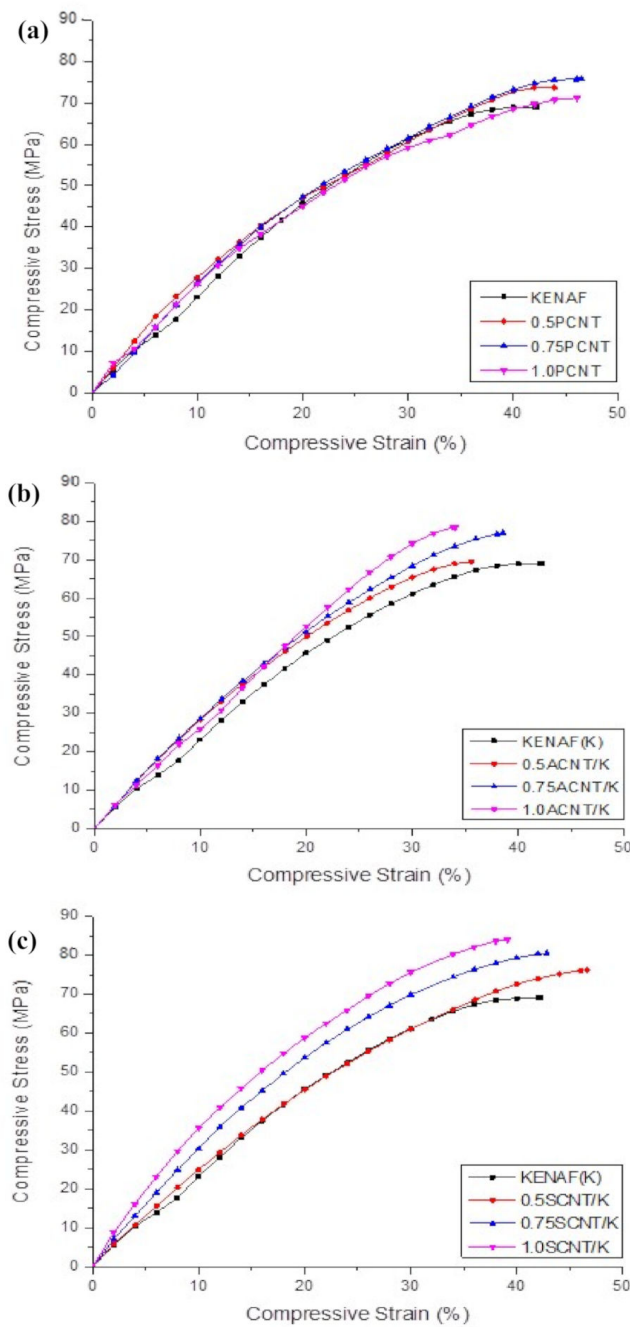 (a)
90
80
70
60
50
40
30
20
10
0
Compressive Stress (MPa)
KENAF
0.5PCNT
0.75PCNT
1.0PCNT
0 10 20 30 40 50
Compressive Strain (%)
(b)
90
80
70
60
50
40
30
20
10
0
Compressive Stress (MPa)
KENAF(K)
0.5ACNT/K
0.75ACNT/K
1.0ACNT/K
0 10 20 30 40 50
Compressive Strain (%)
(c)
90
80
70
60
50
40
30
20
10
0
Compressive Stress (MPa)
KENAF(K)
0.5SCNT/K
0.75SCNT/K
1.0SCNT/K
0 10 20 30 40 50
Compressive Strain (%)